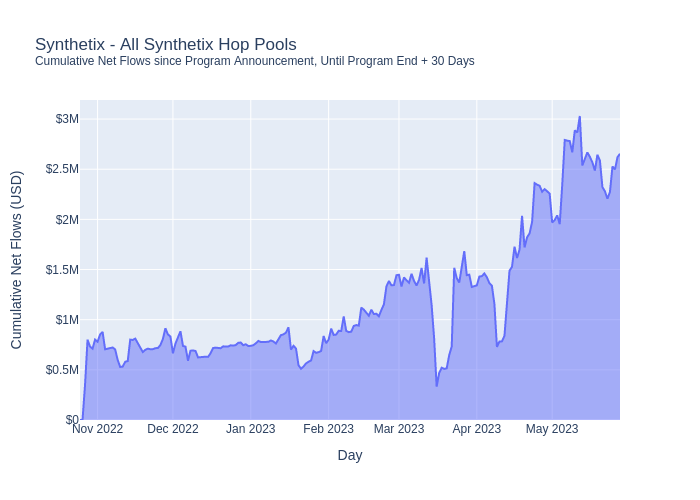 Synthetix - All Synthetix Hop Pools
Cumulative Net Flows since Program Announcement, Until Program End + 30 Days
Cumulative Net Flows (USD)
$3M
$2.5M
$2M
$1.5M
$1M
$0.5M
$0
Nov 2022 Dec 2022 Jan 2023 Feb 2023 Mar 2023 Apr 2023 May 2023
Day